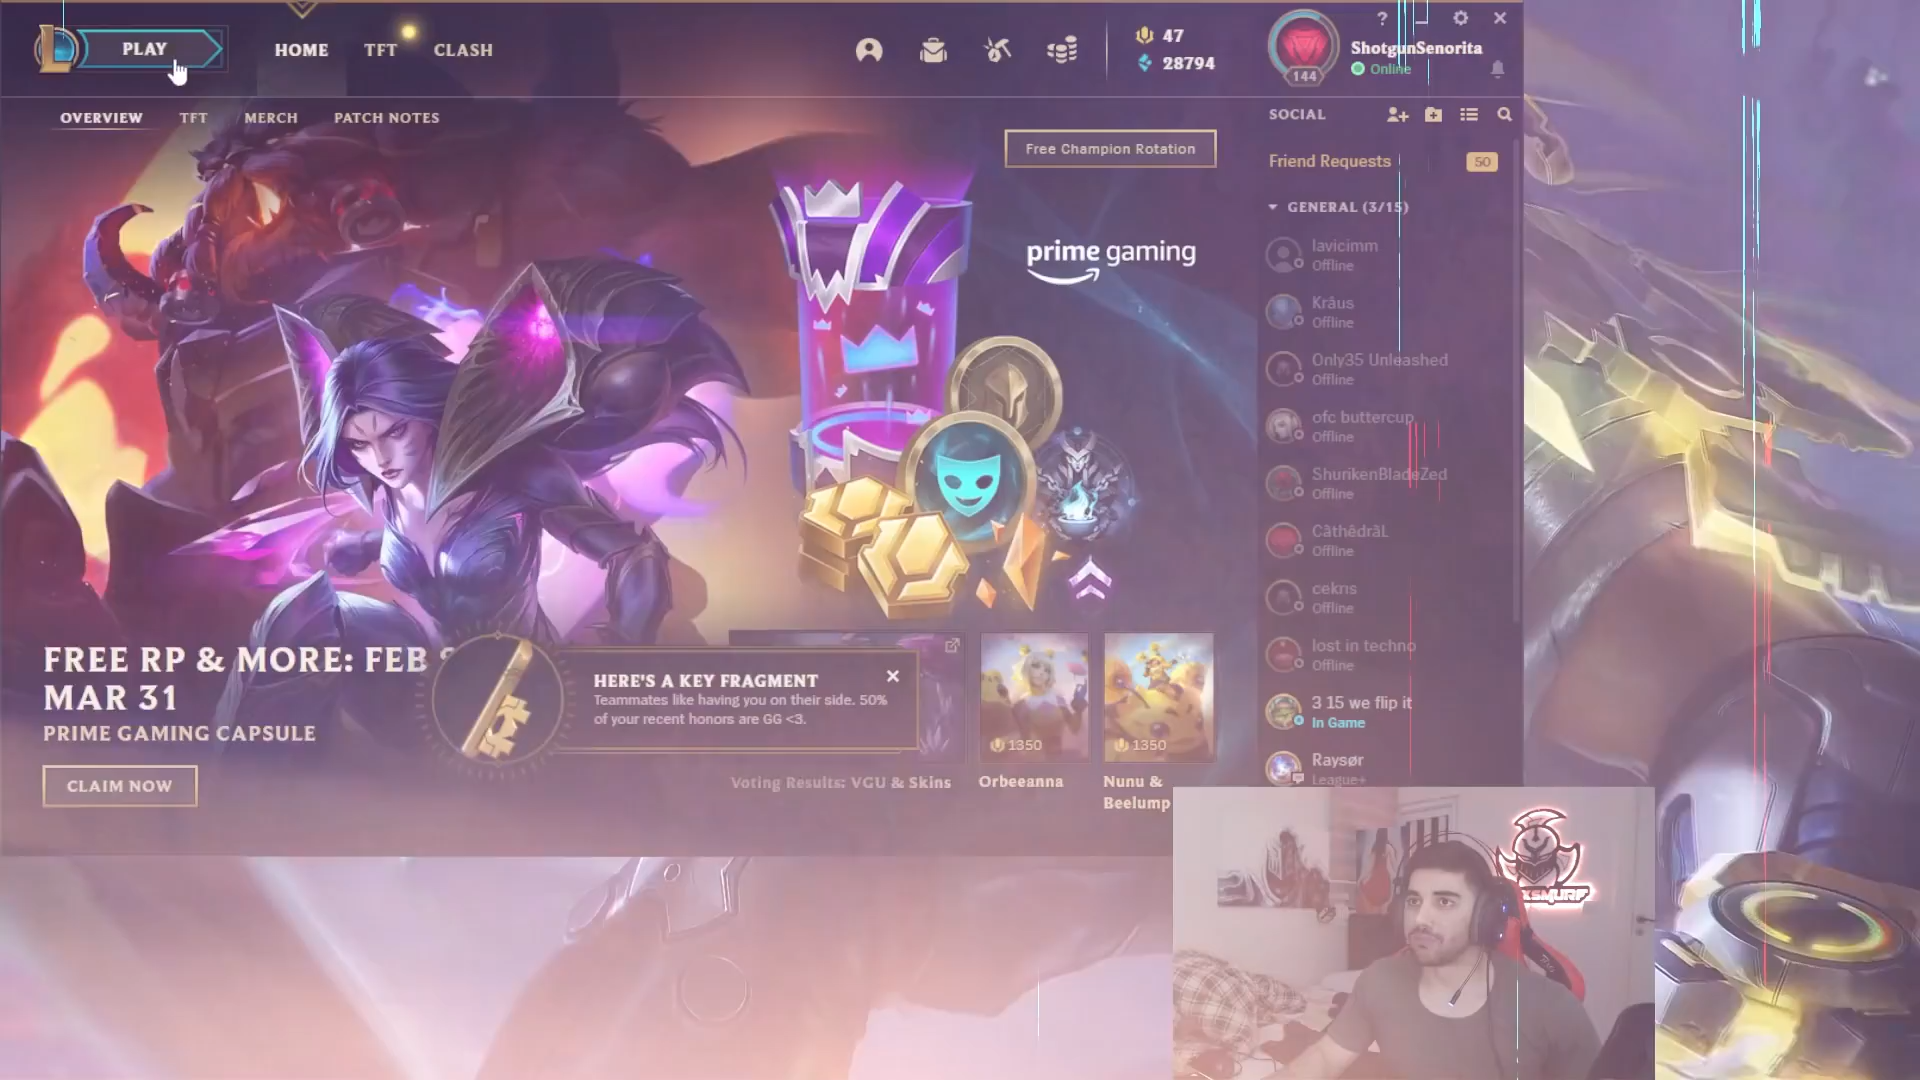 PLAY
HOME
TFT
CLASH
47
28794
144
ShotgunSenorita
Online
OVERVIEW
TFT
MERCH
PATCH NOTES
Free Champion Rotation
prime gaming
SOCIAL
Friend Requests
50
GENERAL (3/15)
lavicimm
Offline
Kráus
Offline
Only35 Unleashed
Offline
ofc buttercup
Offline
ShurikenBladeZed
Offline
Offline
cekris
Offline
lost in techno
Offline
3 15 we flip it
In Game
Raysør
League+
FREE RP & MORE: FEB
MAR 31
PRIME GAMING CAPSULE
CLAIM NOW
HERE'S A KEY FRAGMENT
Teammates like having you on their side. 50%
of your recent honors are GG <3.
1350
1350
Voting Results: VGU & Skins
Orbeeanna
Nunu &
Beelump